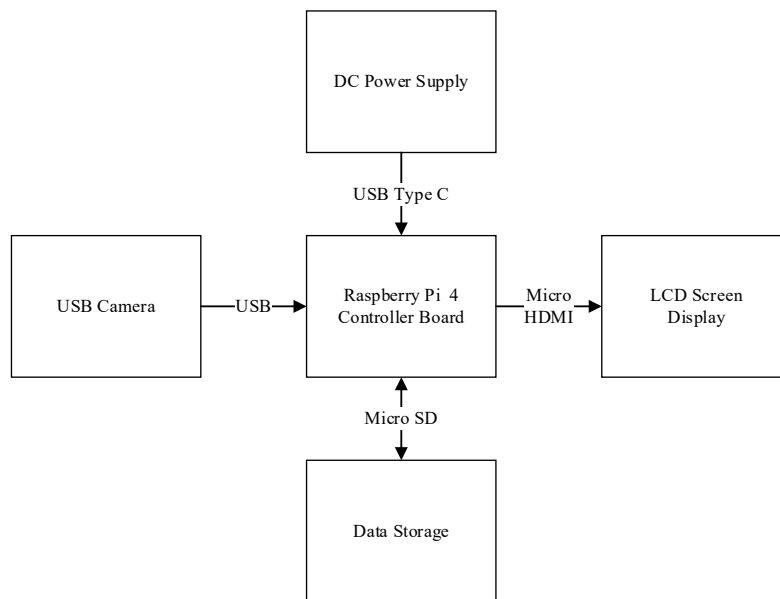 DC Power Supply
USB Type C
USB Camera
USB
Raspberry Pi 4
Controller Board
Micro
HDMI
LCD Screen
Display
Micro SD
Data Storage